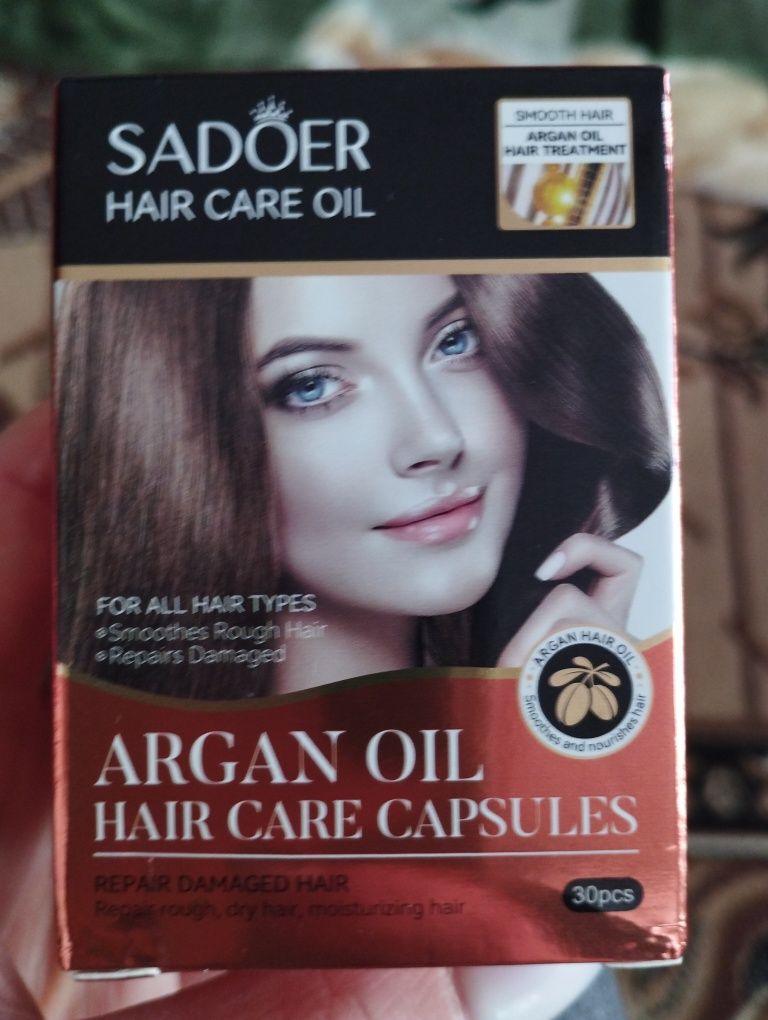 SADOER
HAIR CARE OIL
SMOOTH HAIR
ARGAN OIL
HAIR TREATMENT
FOR ALL HAIR TYPES
•Smoothes Rough Hair
•Repairs Damaged
ARGAN HAIR OIL
Smoothes and nourishes hair
ARGAN OIL
HAIR CARE CAPSULES
REPAIR DAMAGED HAIR
Repair rough, dry hair, moisturizing hair
30pcs